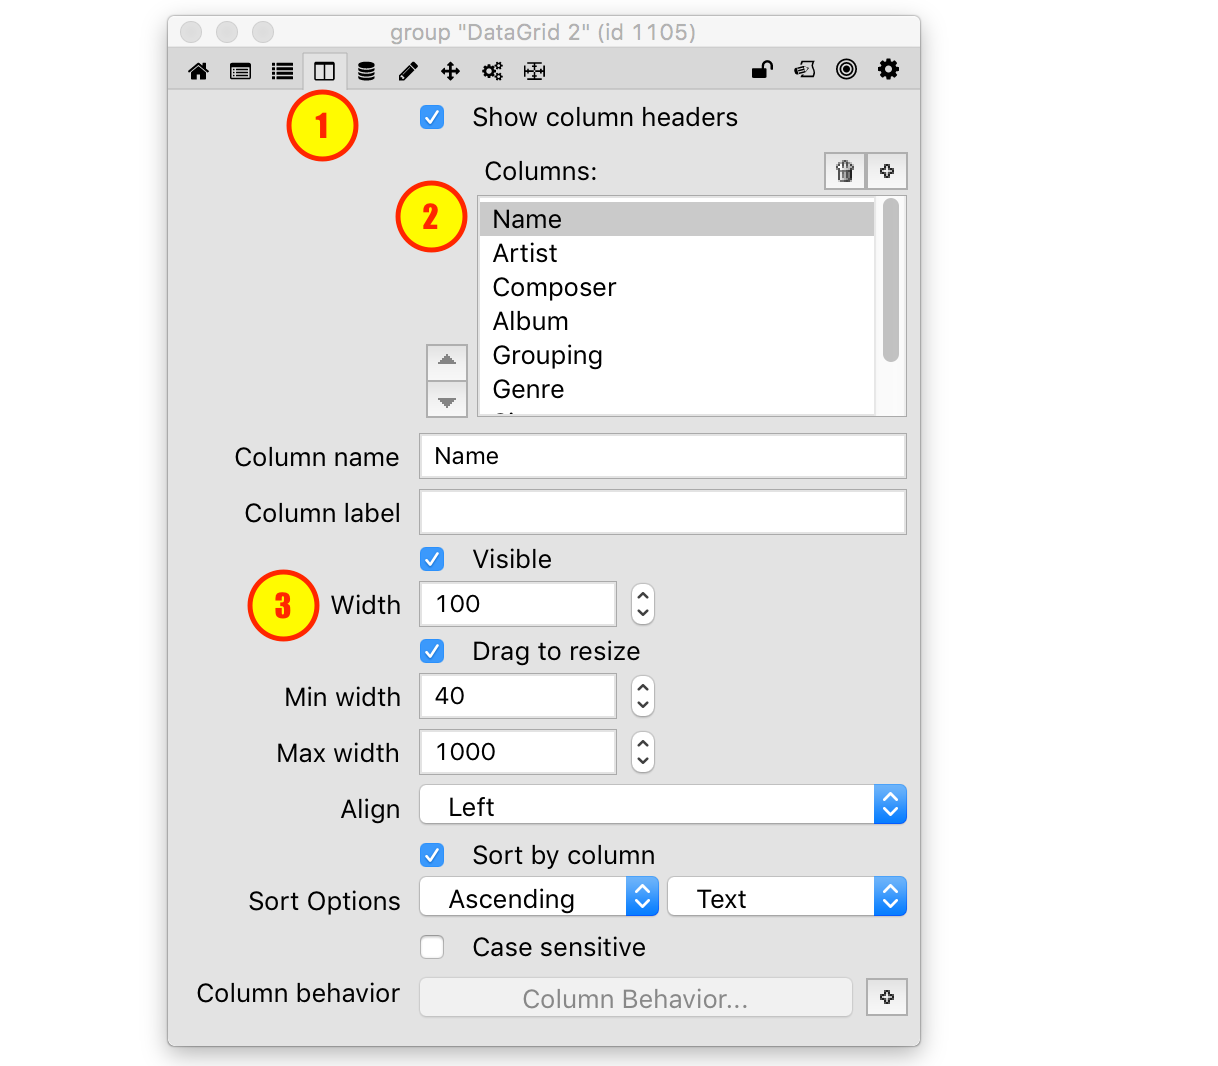 group "DataGrid 2" (id 1105)
1
Show column headers
Columns:
2
Name
Artist
Composer
Album
Grouping
Genre
Column name Name
Column label
Visible
3 Width 100
Drag to resize
Min width 40
Max width 1000
Align Left
Sort by column
Sort Options Ascending Text
Case sensitive
Column behavior Column Behavior...